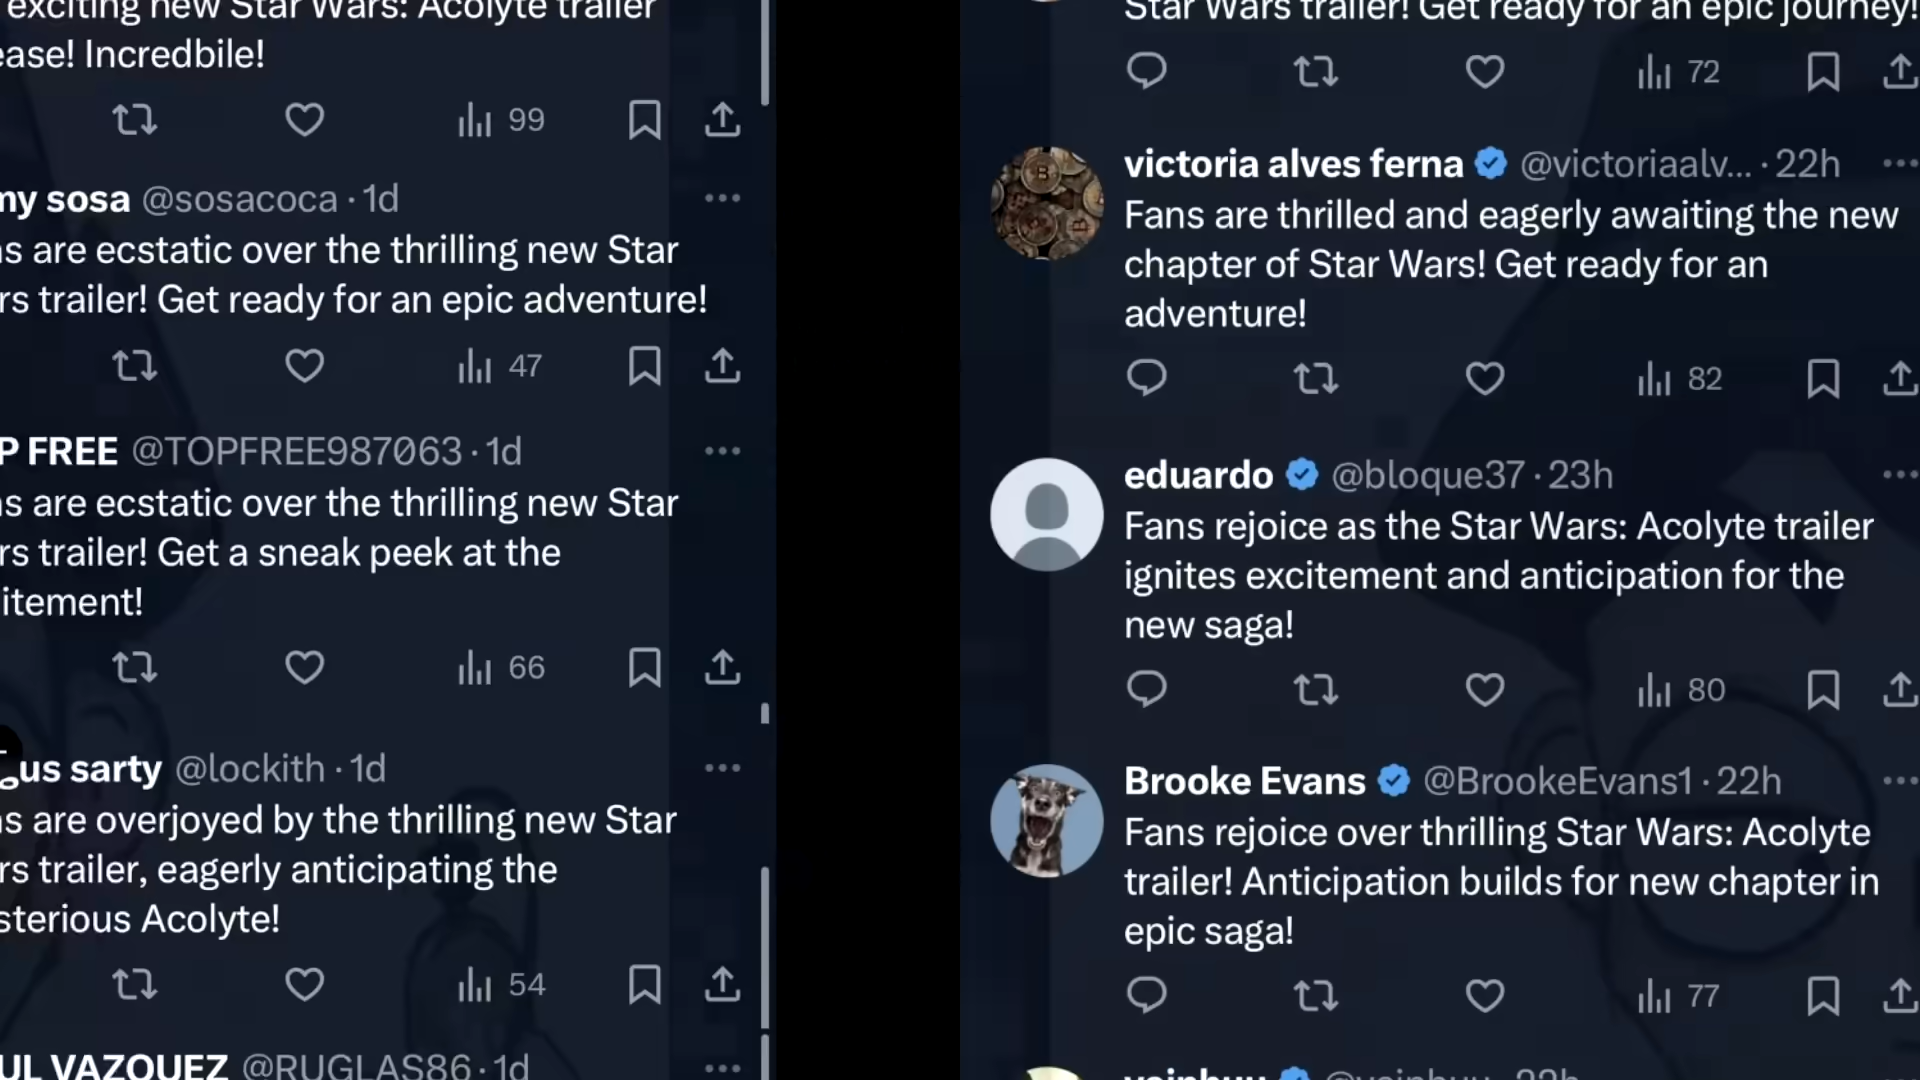 exciting new Star Wars: Acolyte trailer
ease! Incredbile!
99
my sosa @sosacoca · 1d
ns are ecstatic over the thrilling new Star
rs trailer! Get ready for an epic adventure!
47
P FREE @TOPFREE987063 · 1d
ns are ecstatic over the thrilling new Star
rs trailer! Get a sneak peek at the
itement!
66
gus sarty @lockith · 1d
ns are overjoyed by the thrilling new Star
rs trailer, eagerly anticipating the
sterious Acolyte!
54
UL VAZQUEZ @RUGLAS86 · 1d
Star Wars trailer! Get ready for an epic journey!
72
victoria alves ferna @victoriaalv... · 22h
Fans are thrilled and eagerly awaiting the new
chapter of Star Wars! Get ready for an
adventure!
82
eduardo @bloque37 · 23h
Fans rejoice as the Star Wars: Acolyte trailer
ignites excitement and anticipation for the
new saga!
80
Brooke Evans @BrookeEvans1 · 22h
Fans rejoice over thrilling Star Wars: Acolyte
trailer! Anticipation builds for new chapter in
epic saga!
77